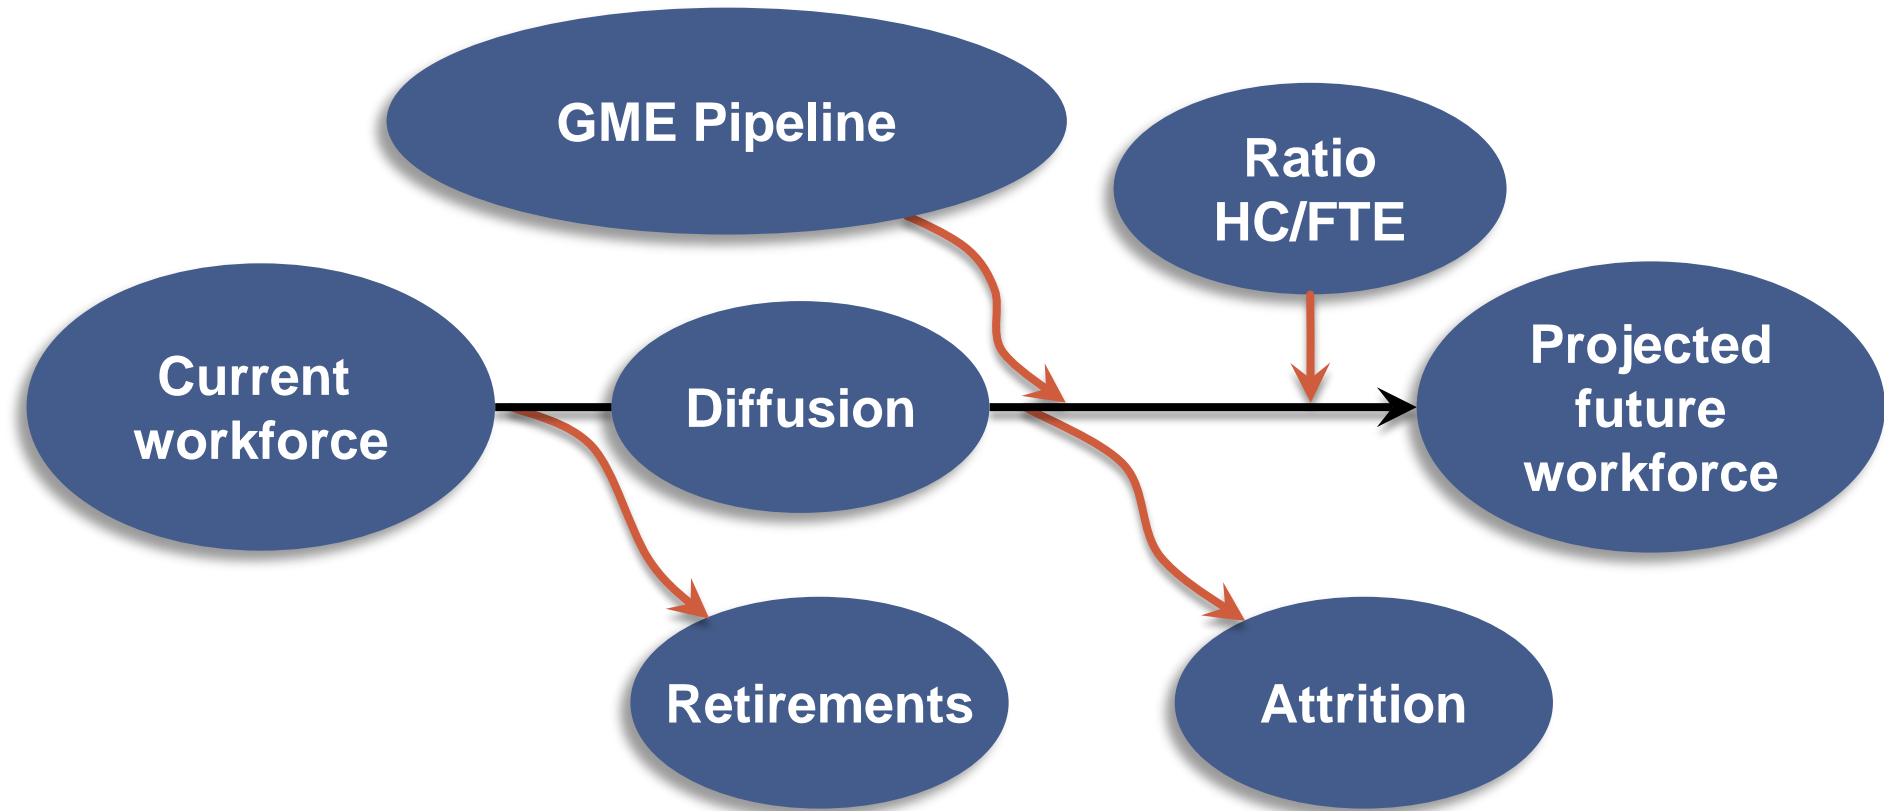 GME Pipeline
Ratio
HC/FTE
Current
workforce
Diffusion
Projected
future
workforce
Retirements
Attrition